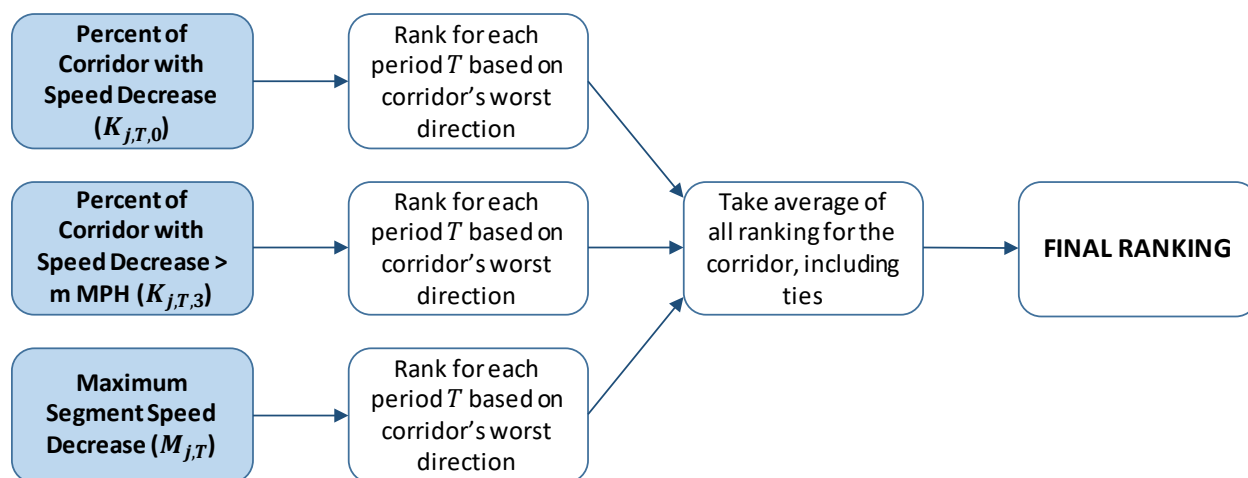 Percent of
Corridor with
Speed Decrease
(K_{j,T,0})
Rank for each
period T based on
corridor's worst
direction
Percent of
Corridor with
Speed Decrease >
m MPH (K_{j,T,3})
Rank for each
period T based on
corridor's worst
direction
Take average of
all ranking for the
corridor, including
ties
FINAL RANKING
Maximum
Segment Speed
Decrease (M_{j,T})
Rank for each
period T based on
corridor's worst
direction